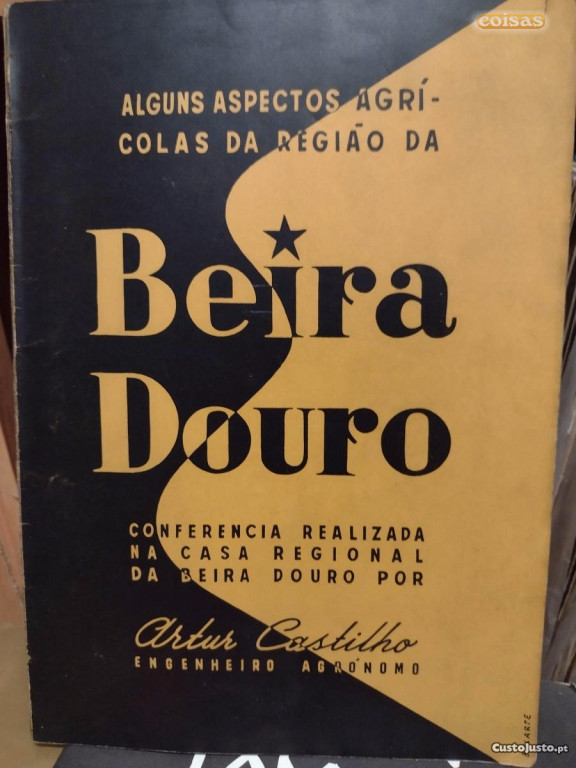 coisas
ALGUNS ASPECTOS AGRÍ-
COLAS DA REGIÃO DA
Beira
Douro
CONFERENCIA REALIZADA
NA CASA REGIONAL
DA BEIRA DOURO POR
Artur Castilho
ENGENHEIRO AGRÓNOMO
CustoJusto.pt